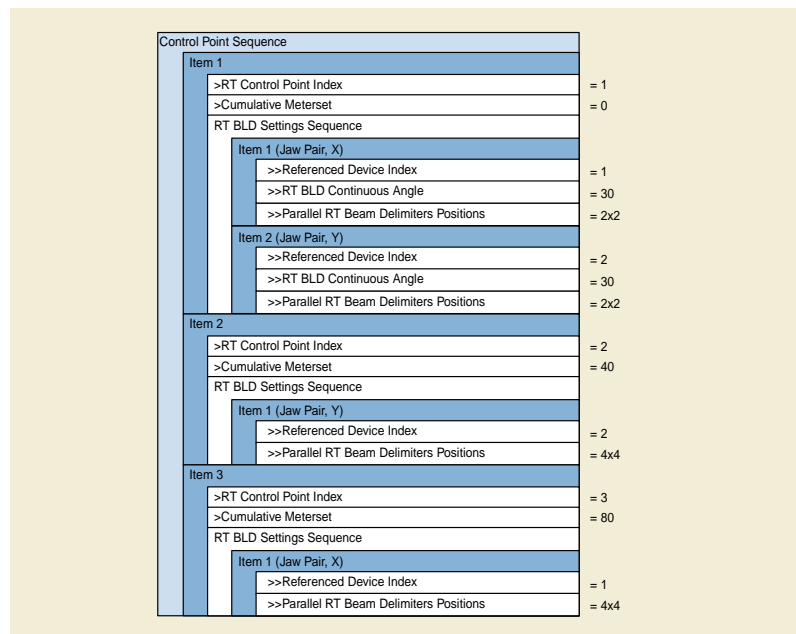 Control Point Sequence
Item 1
>RT Control Point Index = 1
>Cumulative Meterset = 0
RT BLD Settings Sequence
Item 1 (Jaw Pair, X)
>>Referenced Device Index = 1
>>RT BLD Continuous Angle = 30
>>Parallel RT Beam Delimiters Positions = 2x2
Item 2 (Jaw Pair, Y)
>>Referenced Device Index = 2
>>RT BLD Continuous Angle = 30
>>Parallel RT Beam Delimiters Positions = 2x2
Item 2
>RT Control Point Index = 2
>Cumulative Meterset = 40
RT BLD Settings Sequence
Item 1 (Jaw Pair, Y)
>>Referenced Device Index = 2
>>Parallel RT Beam Delimiters Positions = 4x4
Item 3
>RT Control Point Index = 3
>Cumulative Meterset = 80
RT BLD Settings Sequence
Item 1 (Jaw Pair, X)
>>Referenced Device Index = 1
>>Parallel RT Beam Delimiters Positions = 4x4